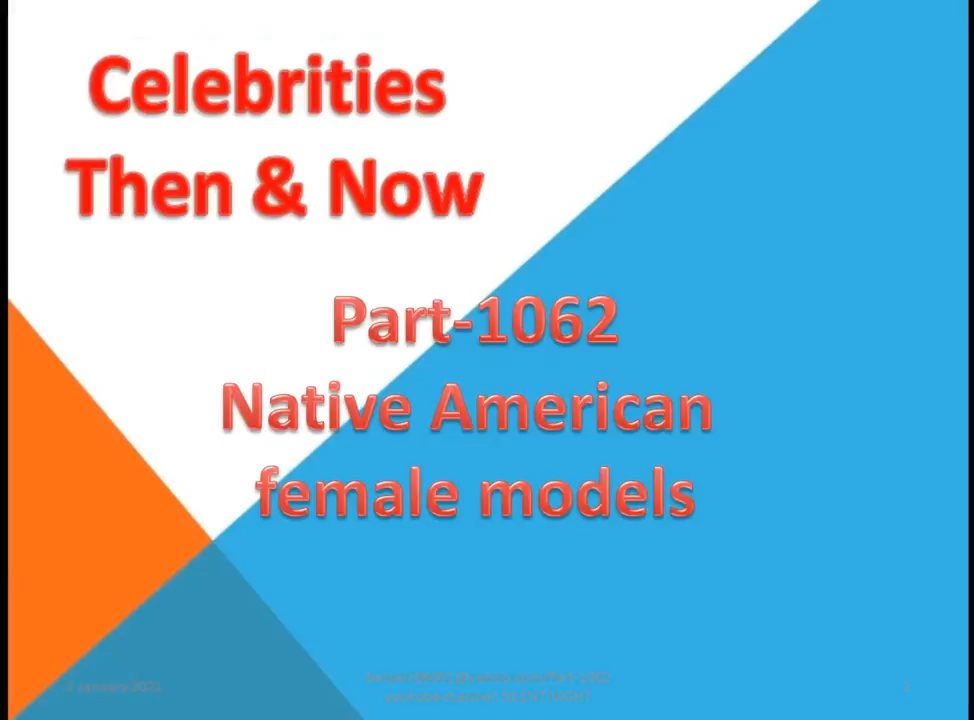 Celebrities
Then & Now
Part-1062
Native American
female models